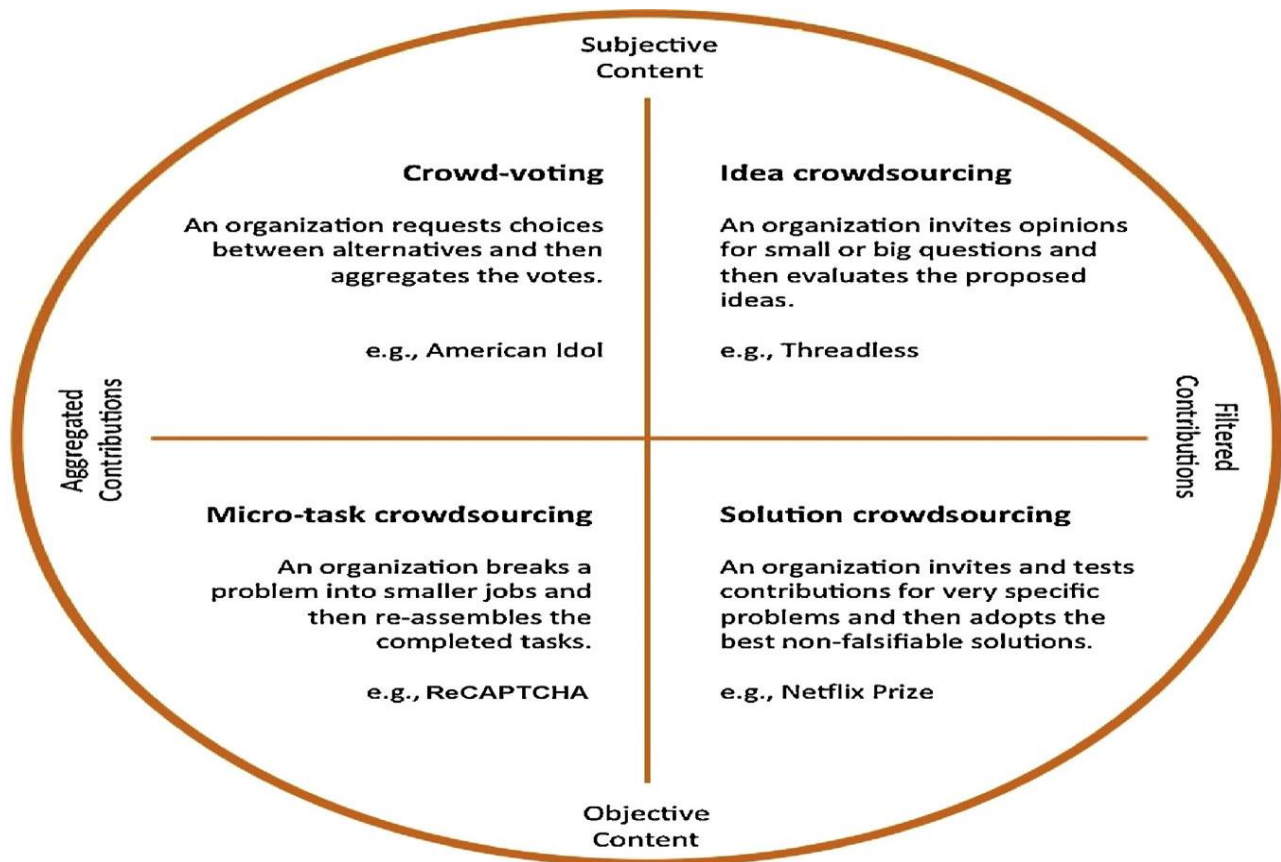 Subjective
Content
Crowd-voting
An organization requests choices
between alternatives and then
aggregates the votes.
e.g., American Idol
Idea crowdsourcing
An organization invites opinions
for small or big questions and
then evaluates the proposed
ideas.
e.g., Threadless
Aggregated
Contributions
Filtered
Contributions
Micro-task crowdsourcing
An organization breaks a
problem into smaller jobs and
then re-assembles the
completed tasks.
e.g., ReCAPTCHA
Solution crowdsourcing
An organization invites and tests
contributions for very specific
problems and then adopts the
best non-falsifiable solutions.
e.g., Netflix Prize
Objective
Content